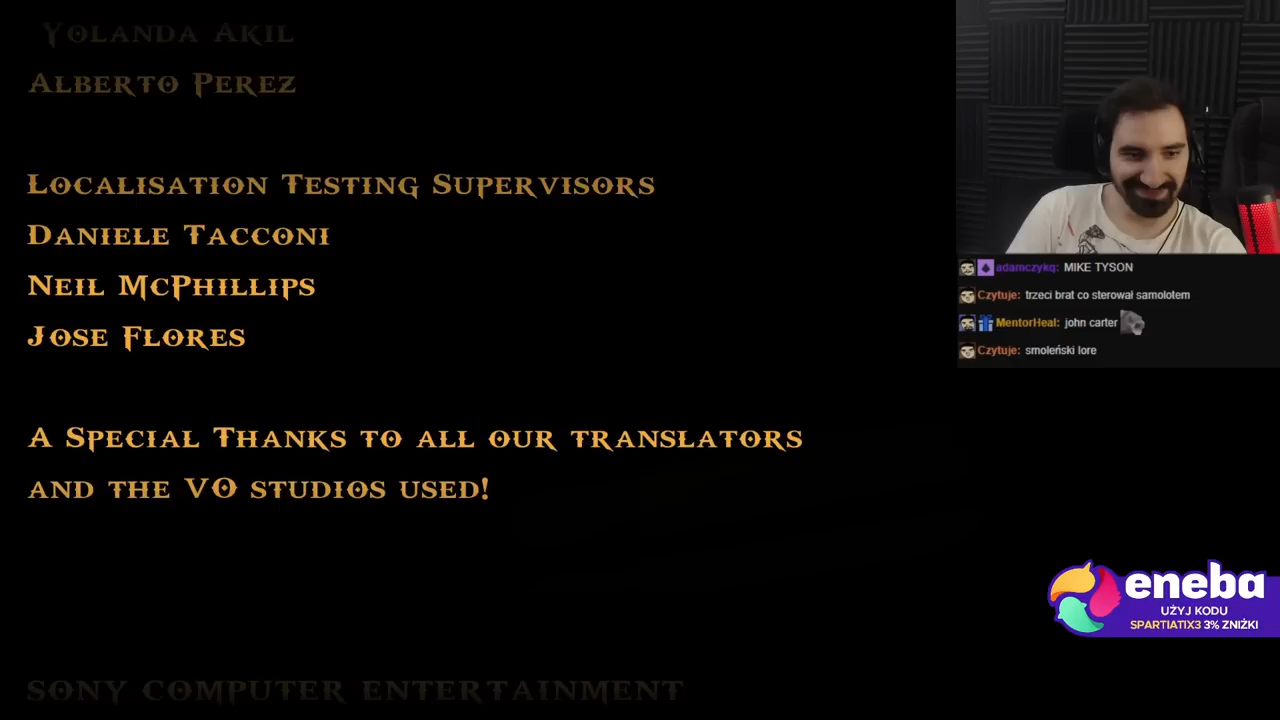 Yolanda Akil
Alberto Perez
Localisation Testing Supervisors
Daniele Tacconi
Neil McPhillips
Jose Flores
A Special Thanks to all our translators
and the VO studios used!
SONY COMPUTER ENTERTAINMENT
adamczykq: MIKE TYSON
Czytuje: trzeci brat co sterował samolotem
MentorHeal: john carter
Czytuje: smoleński lore
eneba
UŻYJ KODU
SPARTIATIX3 3% ZNIŻKI